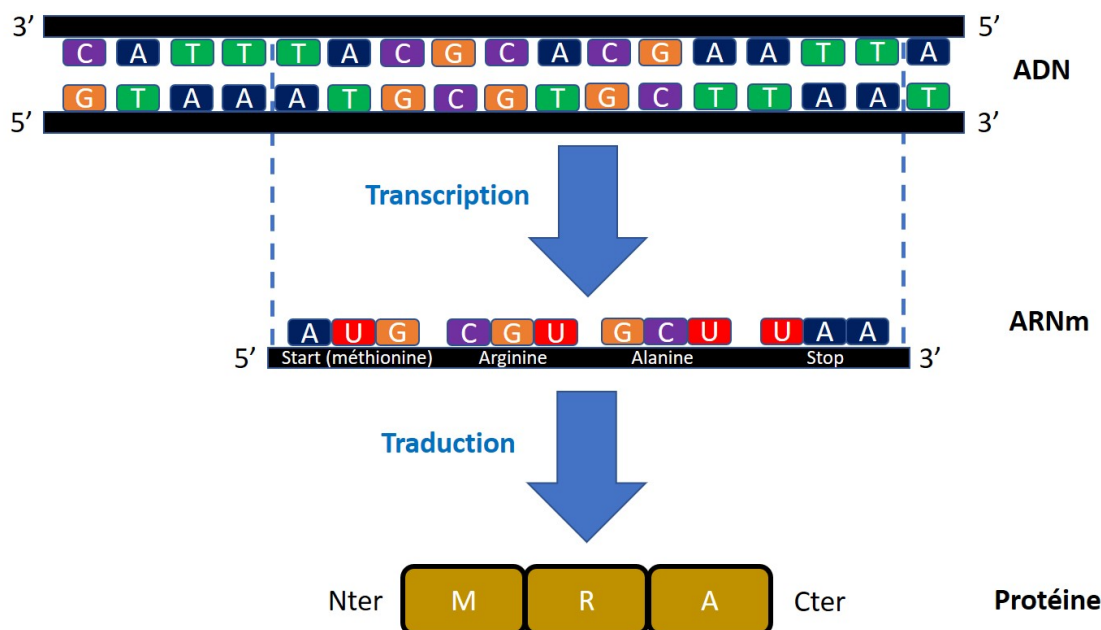 3’ 5’
C A T T T A C G C A C G A A T T A
ADN
G T A A A T G C G T G C T T A A T
5’ 3’
Transcription
A U G C G U G C U U A A
ARNm
5’ Start (méthionine) Arginine Alanine Stop 3’
Traduction
Nter M R A Cter Protéine